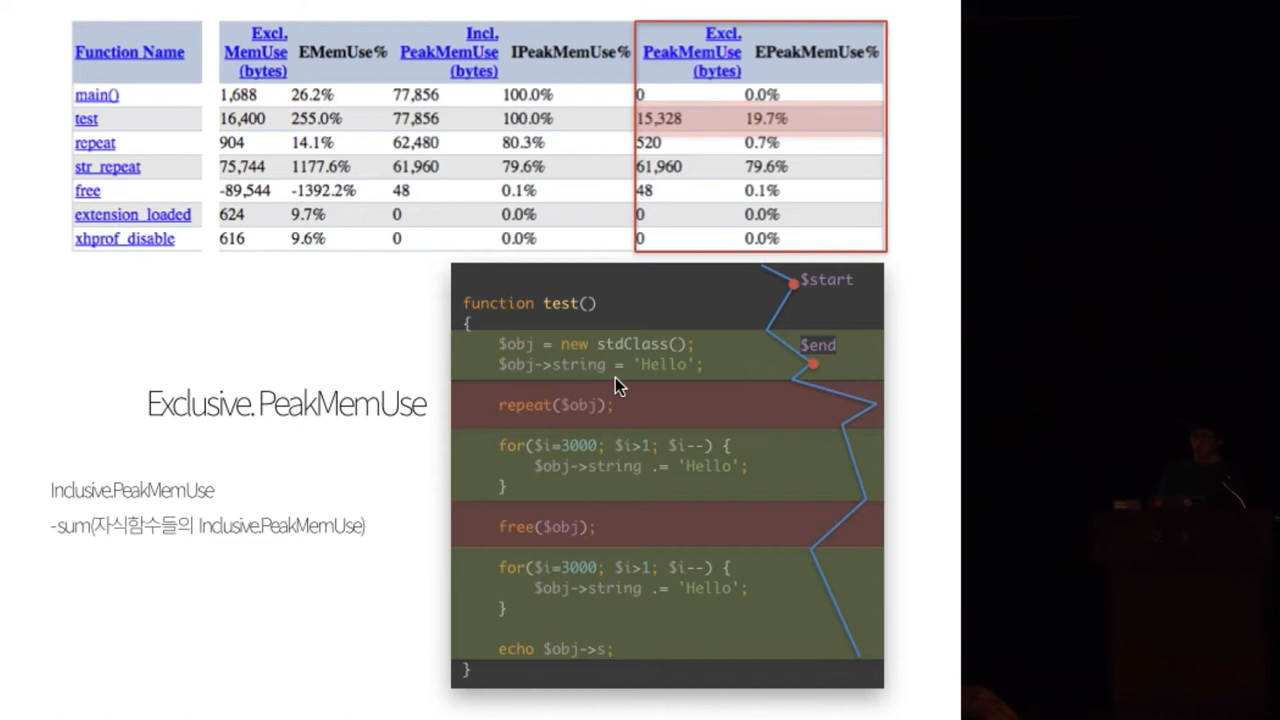 Function Name Excl. MemUse (bytes) EMemUse% Incl. PeakMemUse (bytes) IPeakMemUse% Excl. PeakMemUse (bytes) EPeakMemUse%
main() 1,688 26.2% 77,856 100.0% 0 0.0%
test 16,400 255.0% 77,856 100.0% 15,328 19.7%
repeat 904 14.1% 62,480 80.3% 520 0.7%
str_repeat 75,744 1177.6% 61,960 79.6% 61,960 79.6%
free -89,544 -1392.2% 48 0.1% 48 0.1%
extension_loaded 624 9.7% 0 0.0% 0 0.0%
xhprof_disable 616 9.6% 0 0.0% 0 0.0%
Exclusive. PeakMemUse
Inclusive.PeakMemUse
-sum(자식함수들의 Inclusive.PeakMemUse)
$start
function test()
{
$obj = new stdClass(); $end
$obj->string = 'Hello';
repeat($obj);
for($i=3000; $i>1; $i--) {
$obj->string .= 'Hello';
}
free($obj);
for($i=3000; $i>1; $i--) {
$obj->string .= 'Hello';
}
echo $obj->s;
}